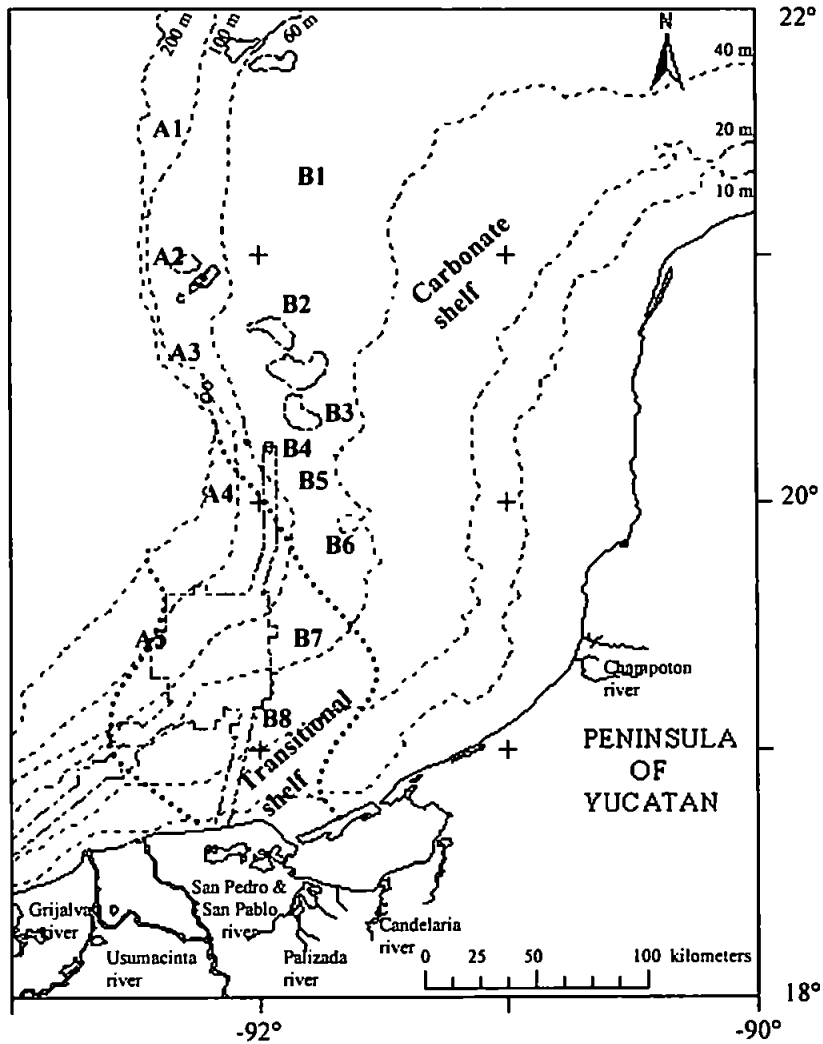 22°
200 m
100 m
60 m
N
40 m
A1
20 m
B1
10 m
A2
Carbonate
shelf
B2
A3
B3
B4
A4
B5
20°
B6
A5
B7
Champoton
river
B8
Transitional
shelf
PENINSULA
OF
YUCATAN
San Pedro &
San Pablo
river
Grijalva
river
Candelaria
river
Usumacinta
river
Palizada
river
0 25 50 100 kilometers
18°
-92°
-90°